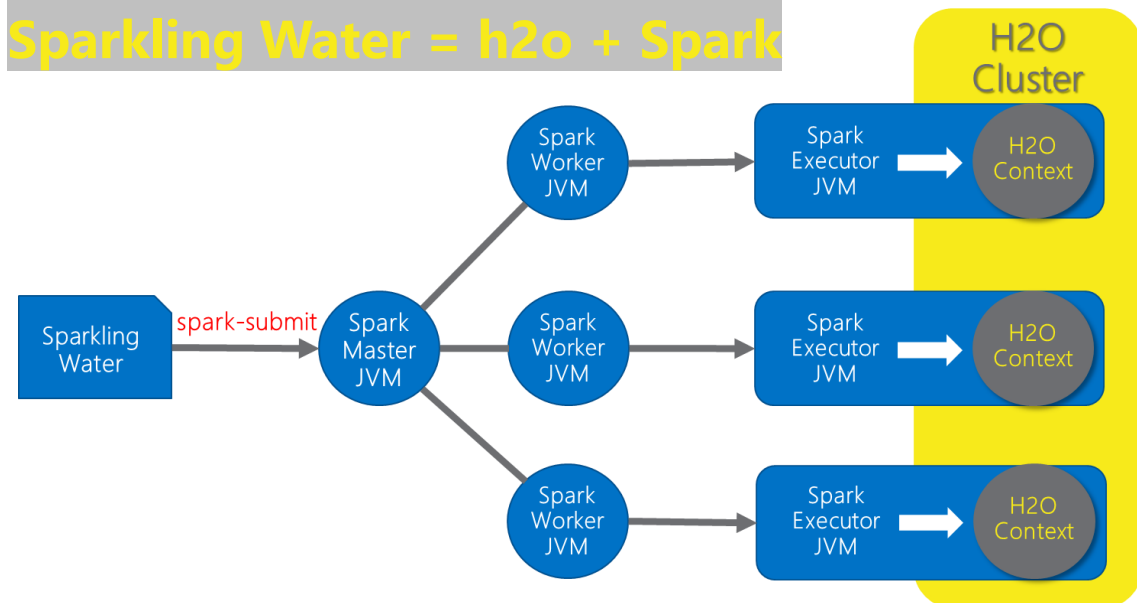 Sparkling Water = h2o + Spark
H2O
Cluster
Spark
Worker
JVM
Spark
Executor
JVM
H2O
Context
Sparkling
Water
spark-submit
Spark
Master
JVM
Spark
Worker
JVM
Spark
Executor
JVM
H2O
Context
Spark
Worker
JVM
Spark
Executor
JVM
H2O
Context